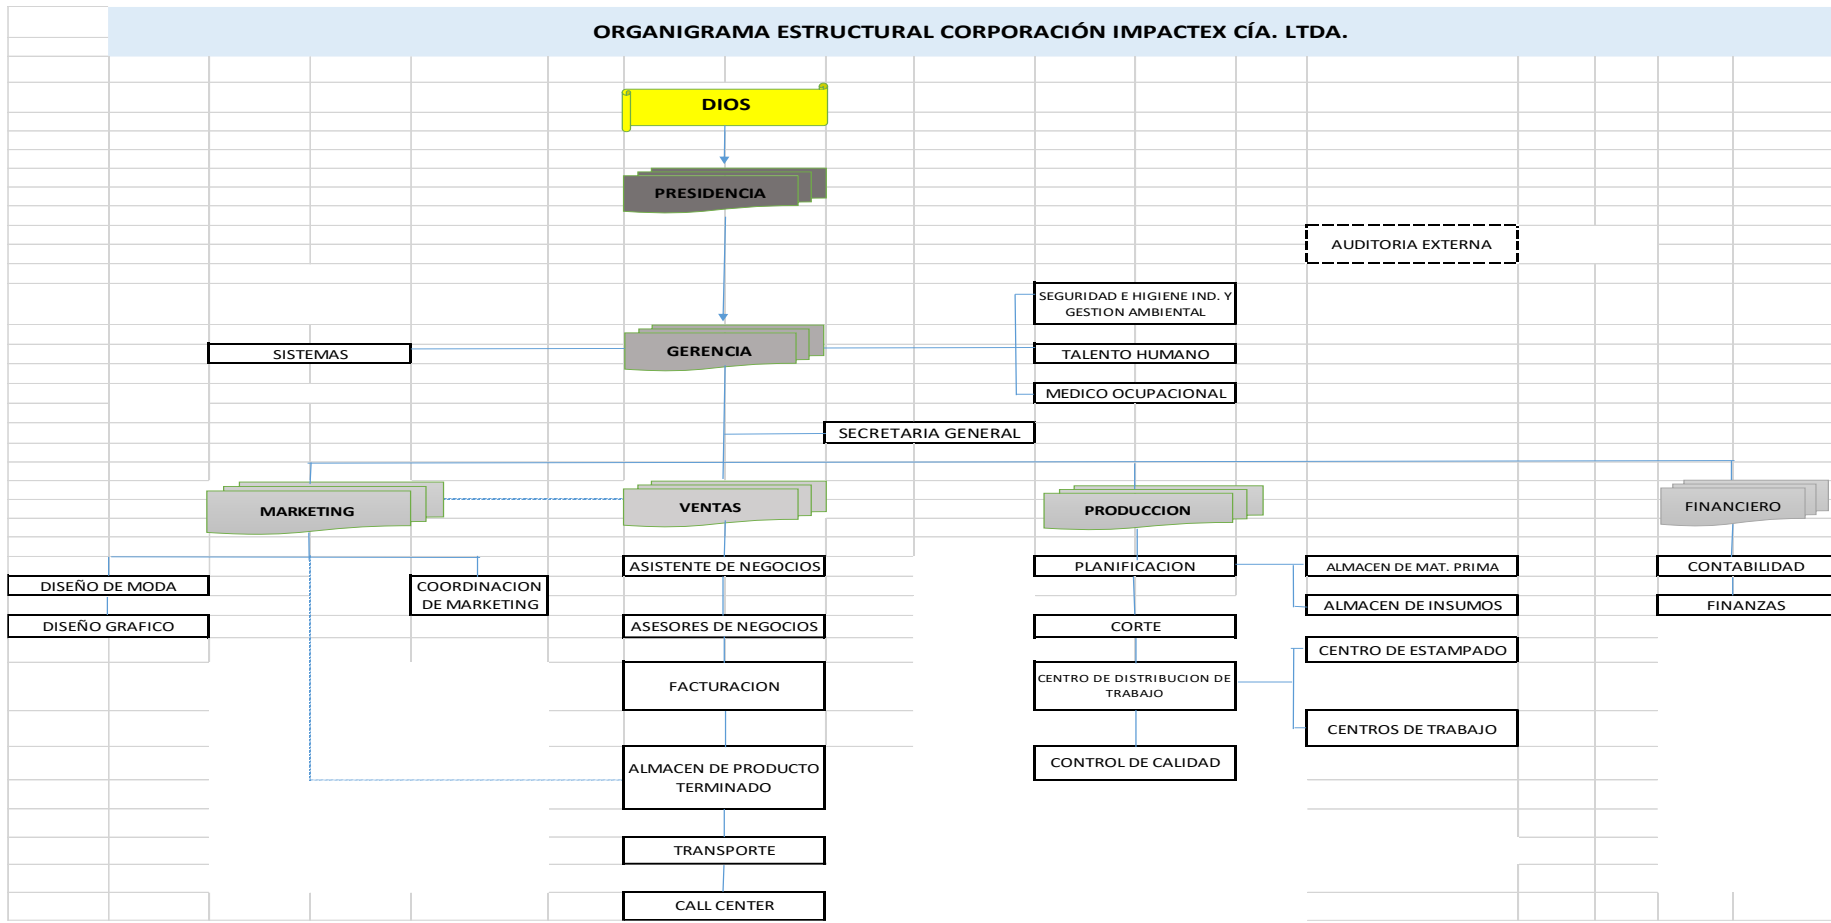 ORGANIGRAMA ESTRUCTURAL CORPORACIÓN IMPACTEX CÍA. LTDA.
DIOS
PRESIDENCIA
AUDITORIA EXTERNA
SEGURIDAD E HIGIENE IND. Y
GESTION AMBIENTAL
SISTEMAS
GERENCIA
TALENTO HUMANO
MEDICO OCUPACIONAL
SECRETARIA GENERAL
MARKETING
VENTAS
PRODUCCION
FINANCIERO
DISEÑO DE MODA
DISEÑO GRAFICO
COORDINACION
DE MARKETING
ASISTENTE DE NEGOCIOS
ASESORES DE NEGOCIOS
FACTURACION
ALMACEN DE PRODUCTO
TERMINADO
TRANSPORTE
CALL CENTER
PLANIFICACION
CORTE
CENTRO DE DISTRIBUCION DE
TRABAJO
CONTROL DE CALIDAD
ALMACEN DE MAT. PRIMA
ALMACEN DE INSUMOS
CENTRO DE ESTAMPADO
CENTROS DE TRABAJO
CONTABILIDAD
FINANZAS